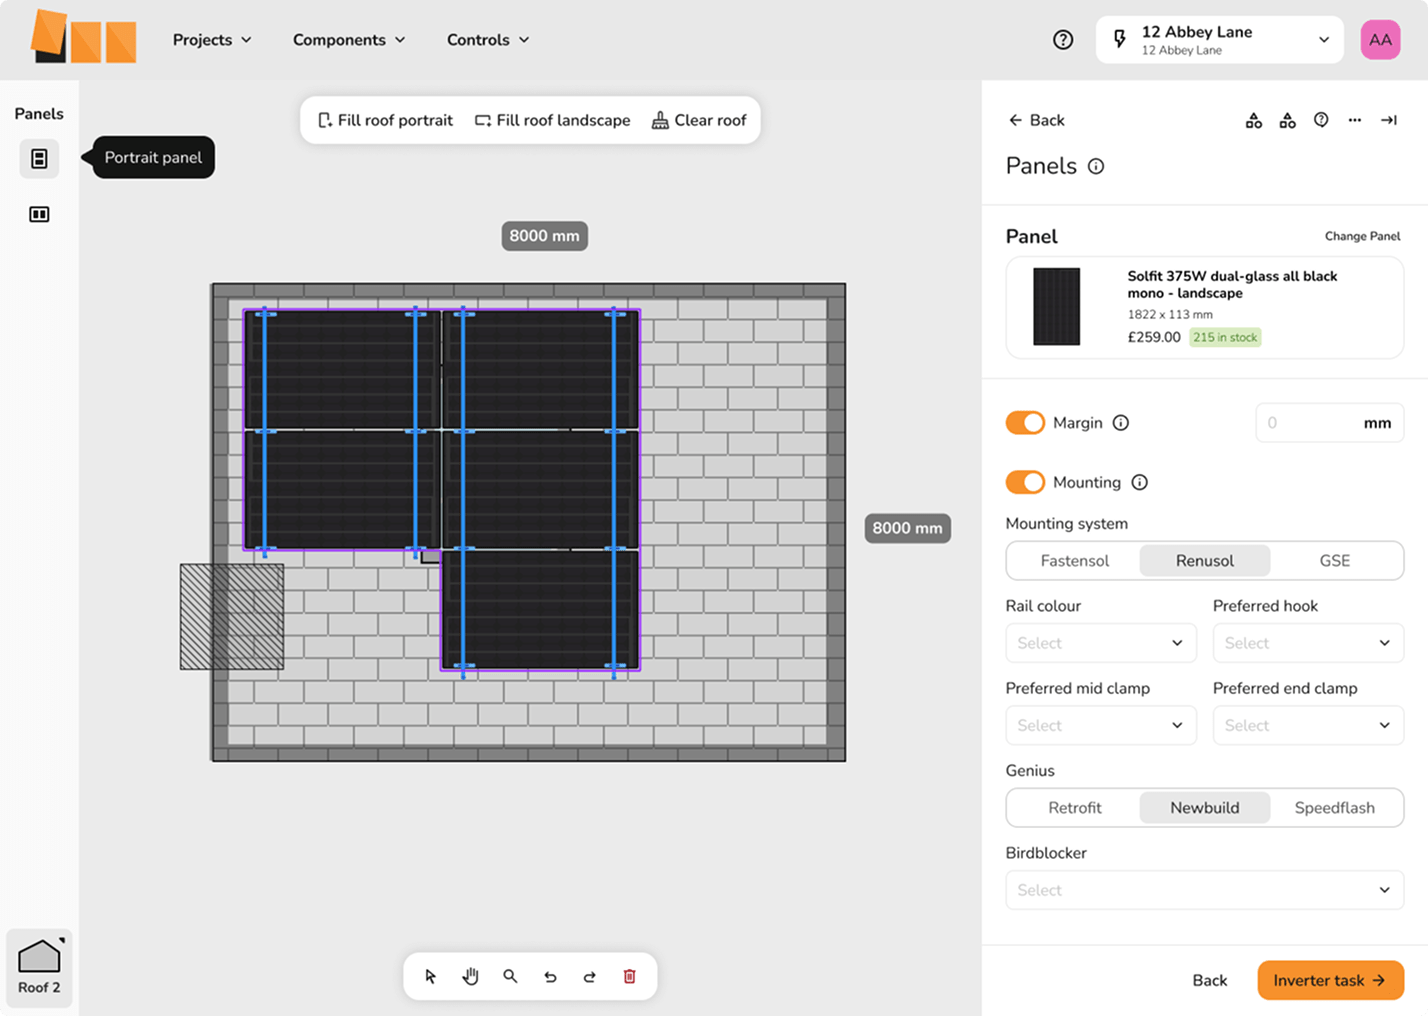 Projects
Components
Controls
12 Abbey Lane
12 Abbey Lane
AA
Panels
Portrait panel
Fill roof portrait
Fill roof landscape
Clear roof
8000 mm
8000 mm
Roof 2
Back
Panels
Panel
Change Panel
Solfit 375W dual-glass all black
mono - landscape
1822 x 113 mm
£259.00
215 in stock
Margin
0
mm
Mounting
Mounting system
Fastensol
Renusol
GSE
Rail colour
Preferred hook
Select
Select
Preferred mid clamp
Preferred end clamp
Select
Select
Genius
Retrofit
Newbuild
Speedflash
Birdblocker
Select
Back
Inverter task